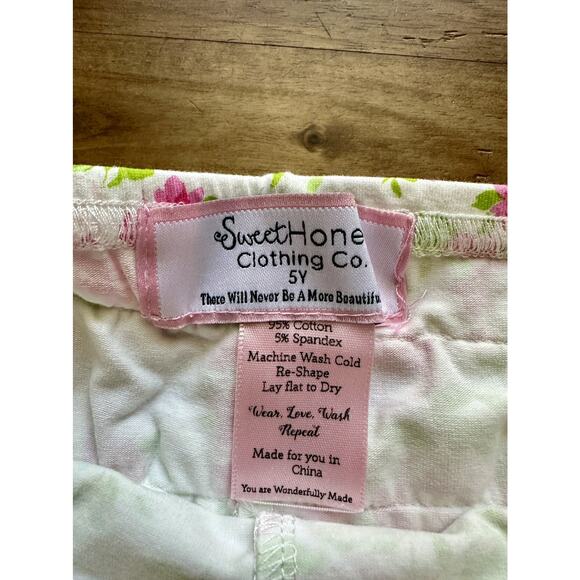 SweetHone
Clothing Co.
5Y
There Will Never Be A More Beautifu
95% Cotton
5% Spandex
Machine Wash Cold
Re-Shape
Lay flat to Dry
Wear, Love, Wash
Repeat
Made for you in
China
You are Wonderfully Made